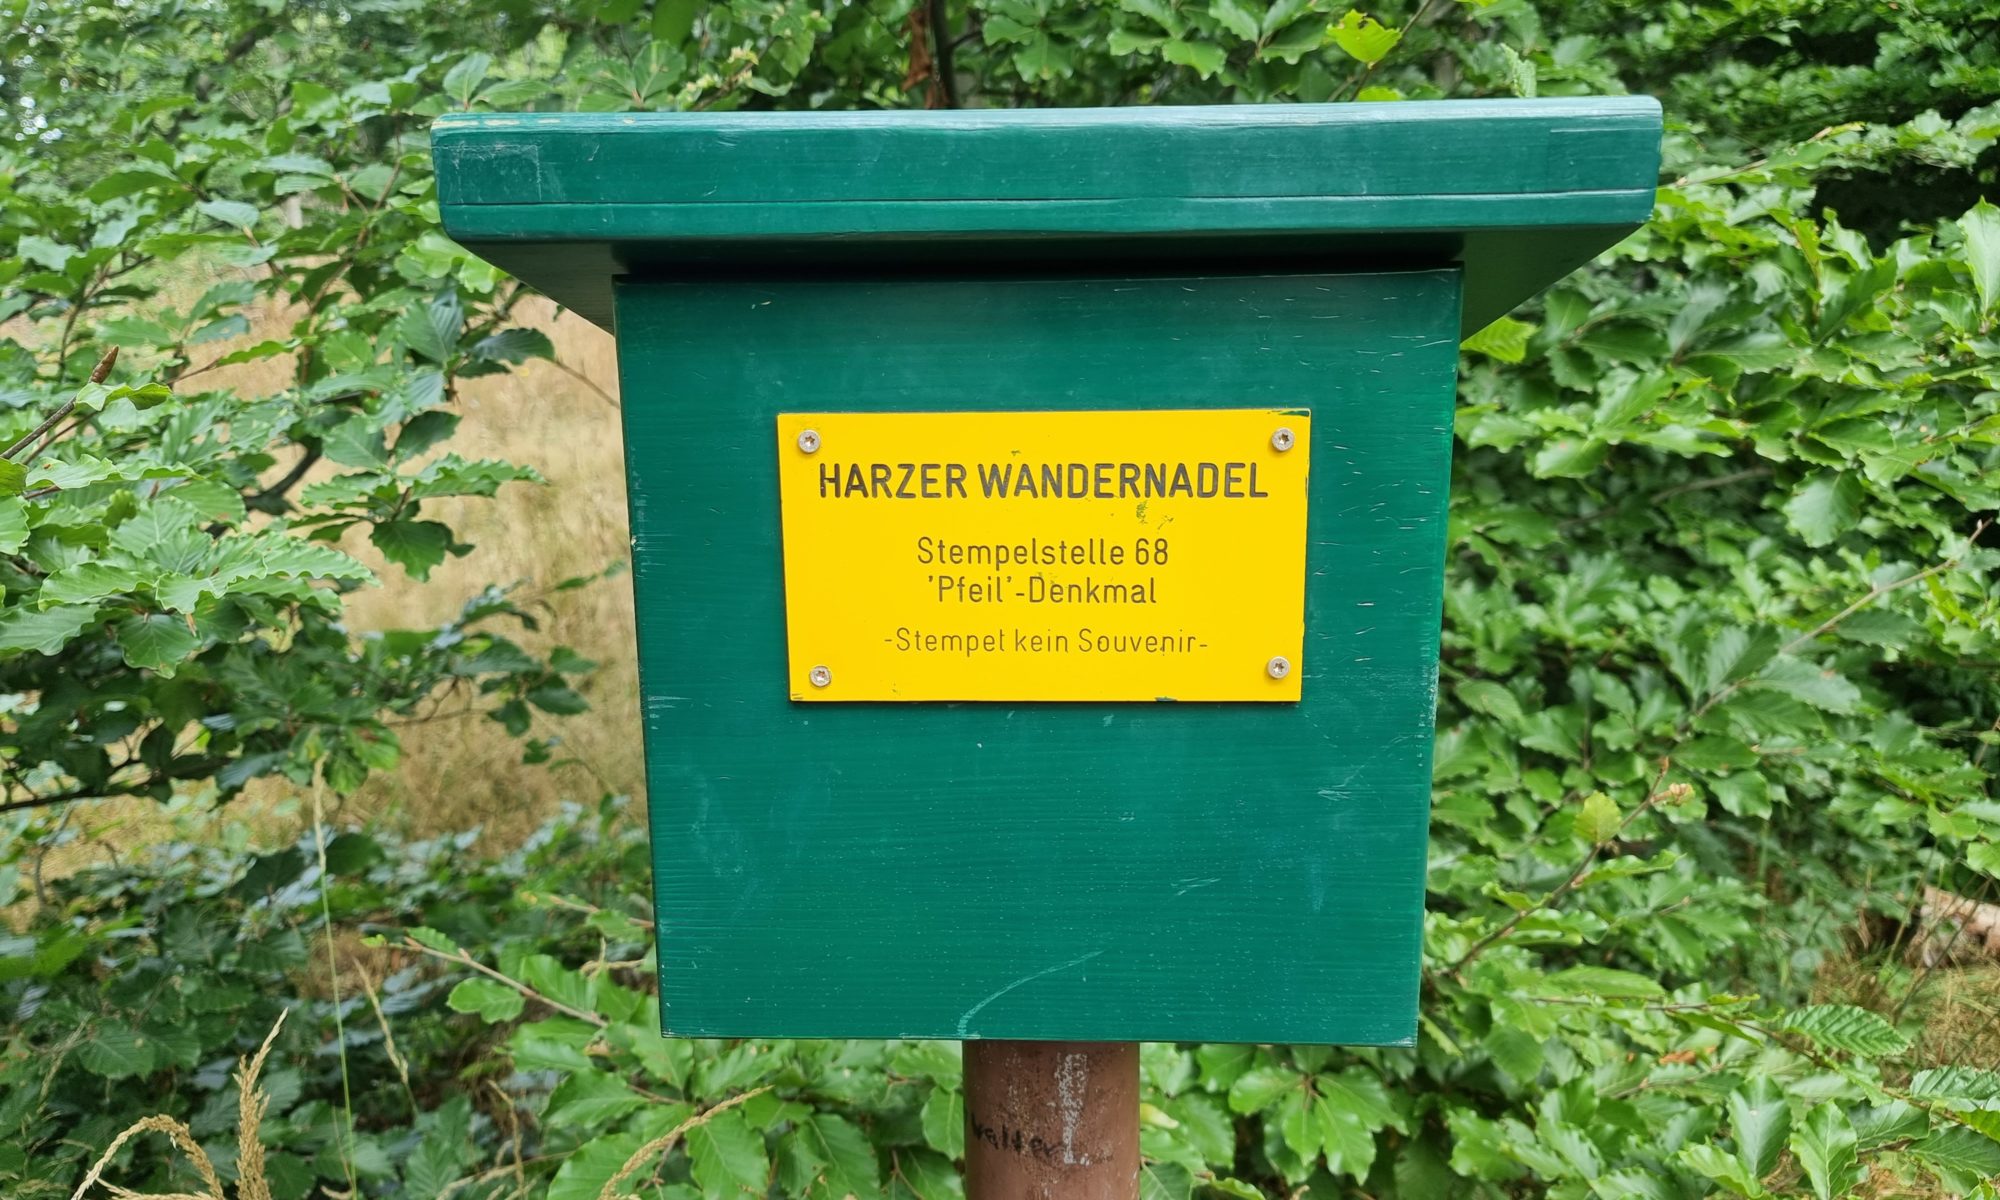 HARZER WANDERNADEL
Stempelstelle 68
'Pfeil'-Denkmal
-Stempel kein Souvenir-